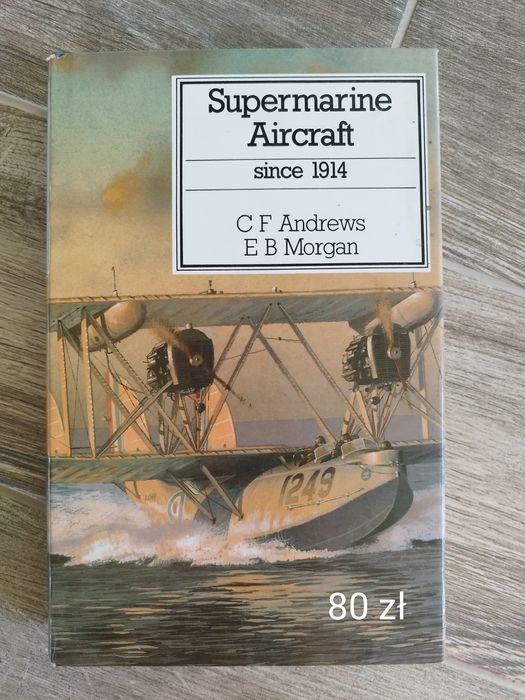 Supermarine
Aircraft
since 1914
C F Andrews
E B Morgan
1249
80 zł